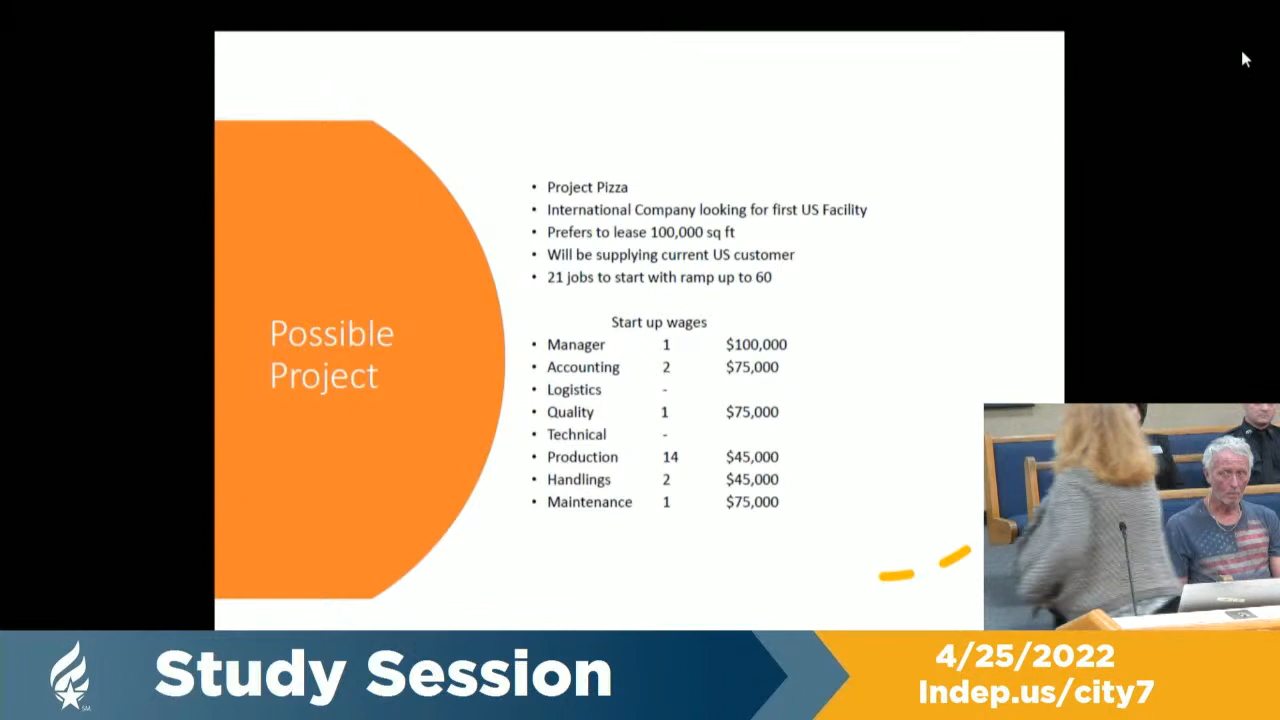 Possible
Project
• Project Pizza
• International Company looking for first US Facility
• Prefers to lease 100,000 sq ft
• Will be supplying current US customer
• 21 jobs to start with ramp up to 60
Start up wages
• Manager 1 $100,000
• Accounting 2 $75,000
• Logistics -
• Quality 1 $75,000
• Technical -
• Production 14 $45,000
• Handlings 2 $45,000
• Maintenance 1 $75,000
SM
Study Session
4/25/2022
Indep.us/city7